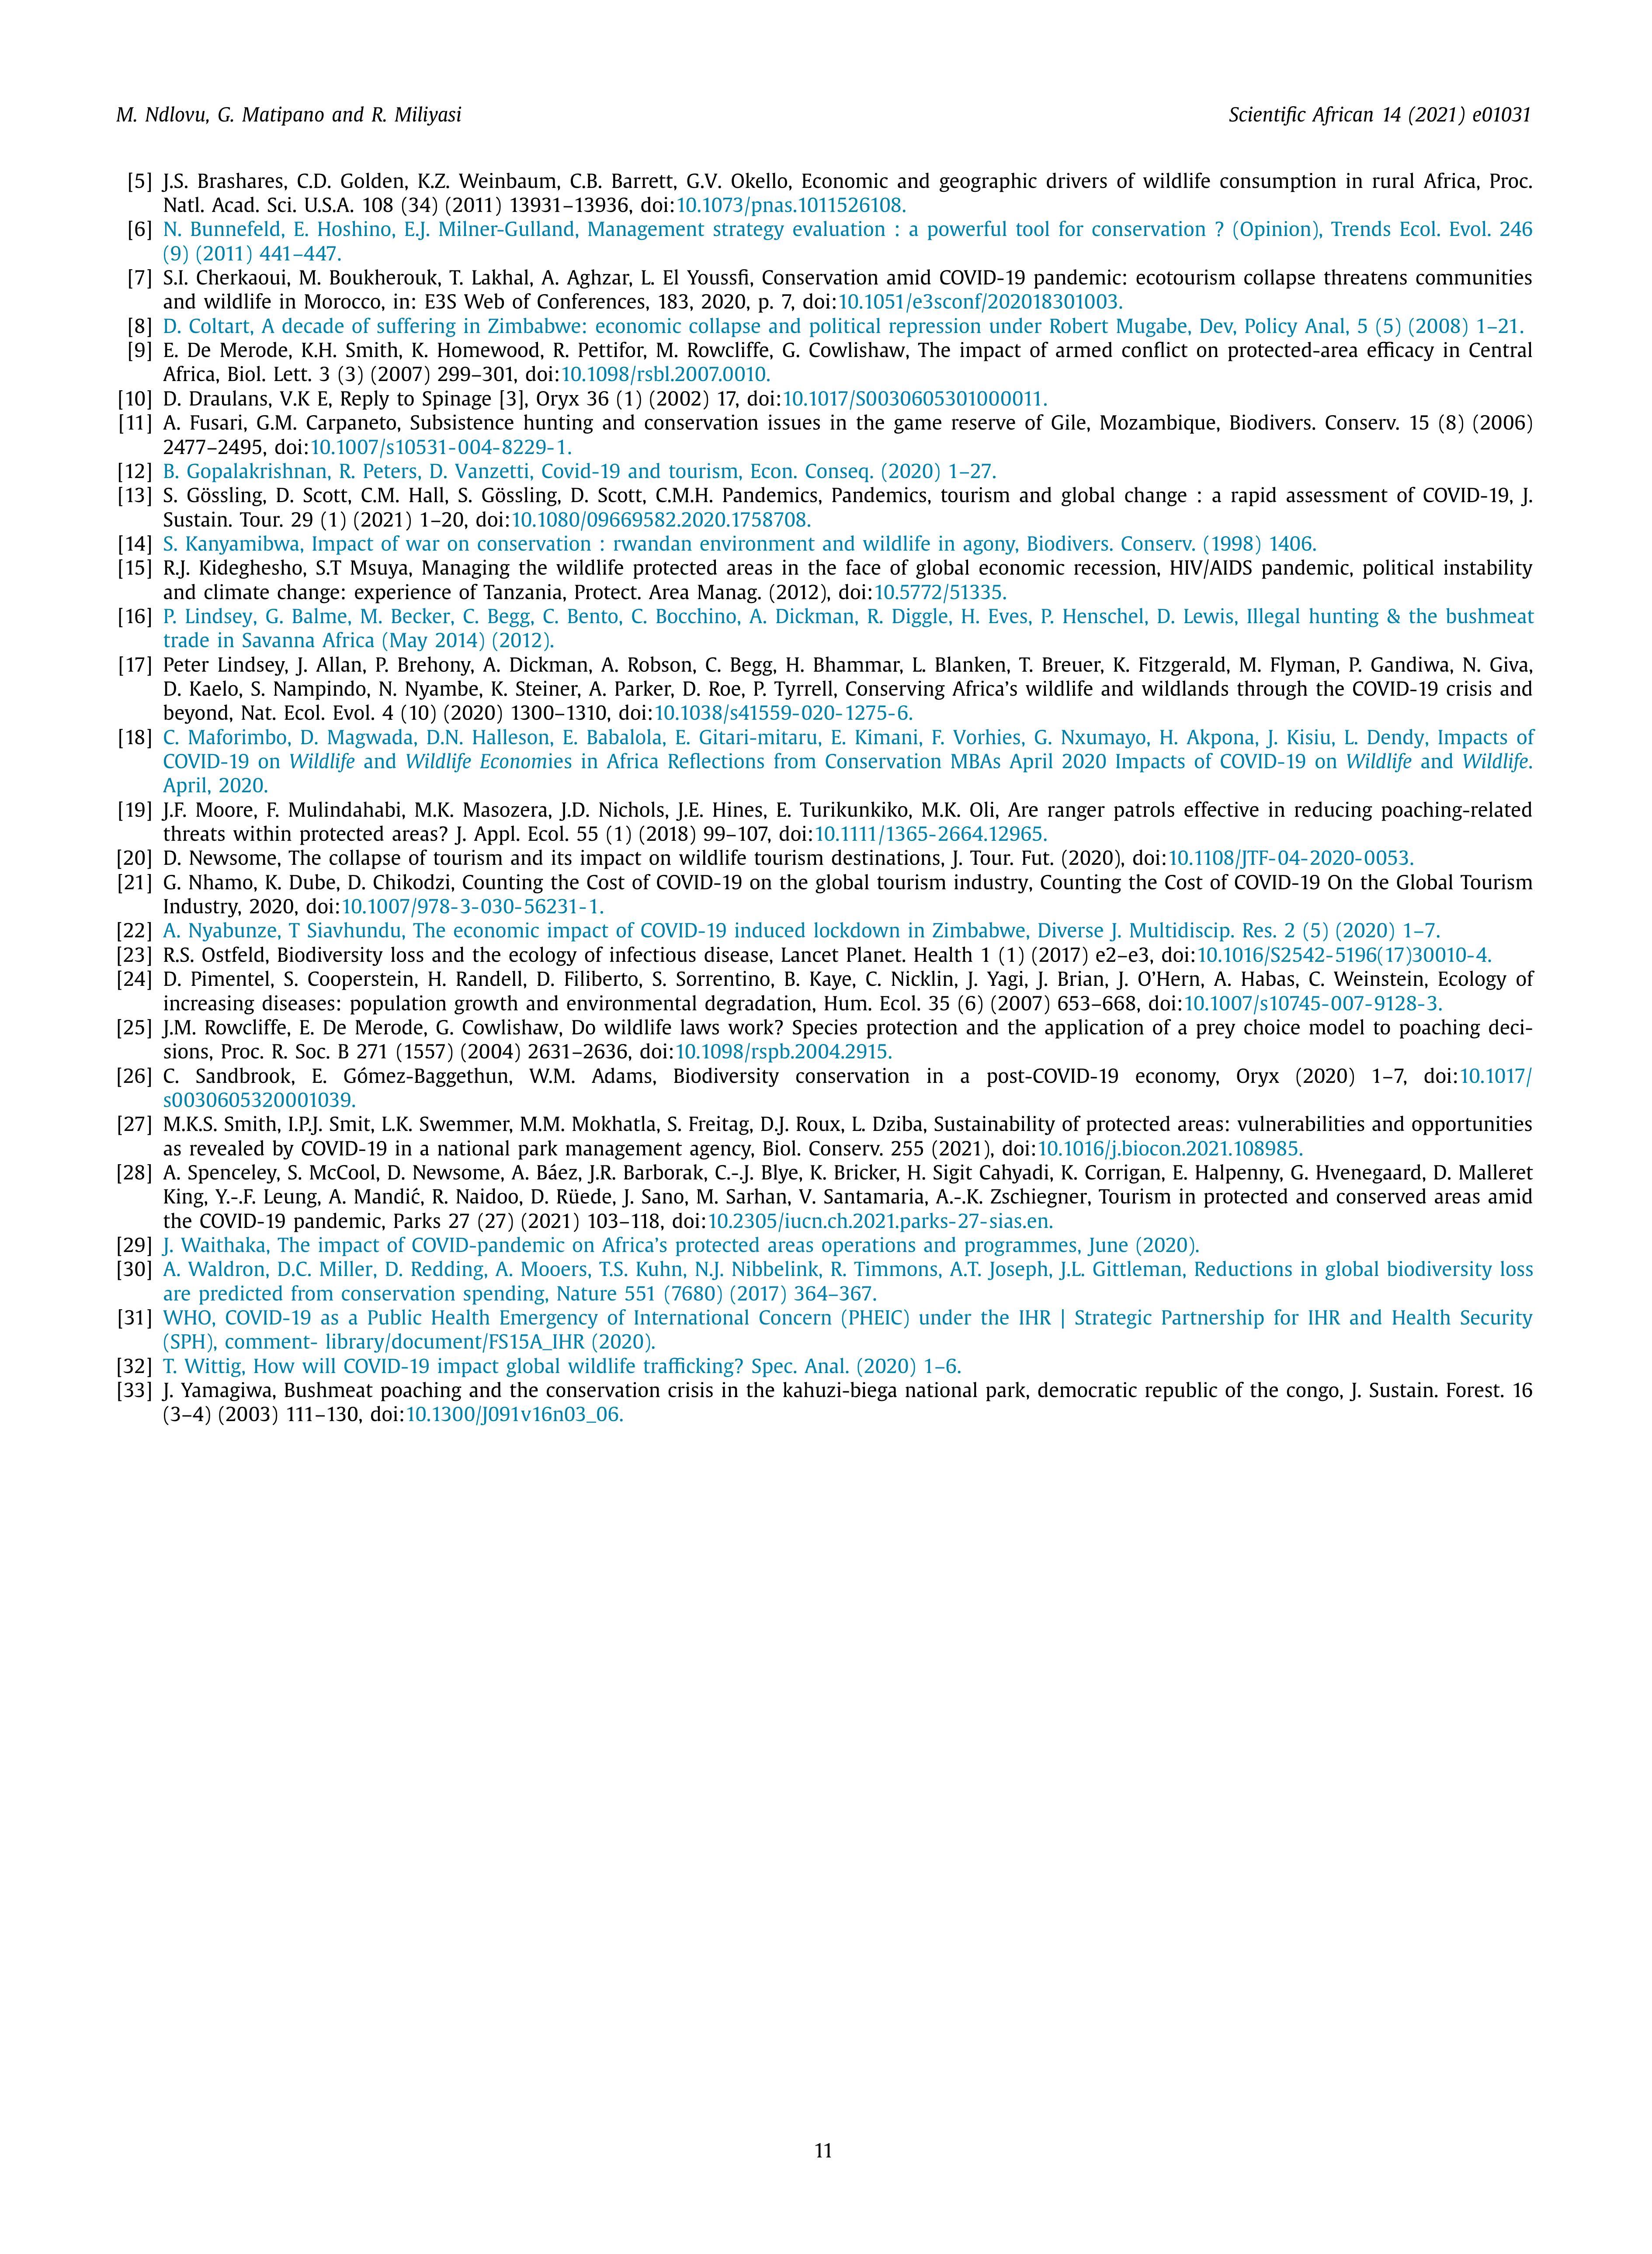 M. Ndlovu, G. Matipano and R. Miliyasi
Scientific African 14 (2021) e01031
[5] J.S. Brashares, C.D. Golden, K.Z. Weinbaum, C.B. Barrett, G.V. Okello, Economic and geographic drivers of wildlife consumption in rural Africa, Proc.
Natl. Acad. Sci. U.S.A. 108 (34) (2011) 13931–13936, doi:10.1073/pnas.1011526108.
[6] N. Bunnefeld, E. Hoshino, E.J. Milner-Gulland, Management strategy evaluation : a powerful tool for conservation ? (Opinion), Trends Ecol. Evol. 246
(9) (2011) 441–447.
[7] S.I. Cherkaoui, M. Boukherouk, T. Lakhal, A. Aghzar, L. El Youssfi, Conservation amid COVID-19 pandemic: ecotourism collapse threatens communities
and wildlife in Morocco, in: E3S Web of Conferences, 183, 2020, p. 7, doi:10.1051/e3sconf/202018301003.
[8] D. Coltart, A decade of suffering in Zimbabwe: economic collapse and political repression under Robert Mugabe, Dev, Policy Anal, 5 (5) (2008) 1–21.
[9] E. De Merode, K.H. Smith, K. Homewood, R. Pettifor, M. Rowcliffe, G. Cowlishaw, The impact of armed conflict on protected-area efficacy in Central
Africa, Biol. Lett. 3 (3) (2007) 299–301, doi:10.1098/rsbl.2007.0010.
[10] D. Draulans, V.K E, Reply to Spinage [3], Oryx 36 (1) (2002) 17, doi:10.1017/S0030605301000011.
[11] A. Fusari, G.M. Carpaneto, Subsistence hunting and conservation issues in the game reserve of Gile, Mozambique, Biodivers. Conserv. 15 (8) (2006)
2477–2495, doi:10.1007/s10531-004-8229-1.
[12] B. Gopalakrishnan, R. Peters, D. Vanzetti, Covid-19 and tourism, Econ. Conseq. (2020) 1–27.
[13] S. Gössling, D. Scott, C.M. Hall, S. Gössling, D. Scott, C.M.H. Pandemics, Pandemics, tourism and global change : a rapid assessment of COVID-19, J.
Sustain. Tour. 29 (1) (2021) 1–20, doi:10.1080/09669582.2020.1758708.
[14] S. Kanyamibwa, Impact of war on conservation : rwandan environment and wildlife in agony, Biodivers. Conserv. (1998) 1406.
[15] R.J. Kideghesho, S.T Msuya, Managing the wildlife protected areas in the face of global economic recession, HIV/AIDS pandemic, political instability
and climate change: experience of Tanzania, Protect. Area Manag. (2012), doi:10.5772/51335.
[16] P. Lindsey, G. Balme, M. Becker, C. Begg, C. Bento, C. Bocchino, A. Dickman, R. Diggle, H. Eves, P. Henschel, D. Lewis, Illegal hunting & the bushmeat
trade in Savanna Africa (May 2014) (2012).
[17] Peter Lindsey, J. Allan, P. Brehony, A. Dickman, A. Robson, C. Begg, H. Bhammar, L. Blanken, T. Breuer, K. Fitzgerald, M. Flyman, P. Gandiwa, N. Giva,
D. Kaelo, S. Nampindo, N. Nyambe, K. Steiner, A. Parker, D. Roe, P. Tyrrell, Conserving Africa’s wildlife and wildlands through the COVID-19 crisis and
beyond, Nat. Ecol. Evol. 4 (10) (2020) 1300–1310, doi:10.1038/s41559-020-1275-6.
[18] C. Maforimbo, D. Magwada, D.N. Halleson, E. Babalola, E. Gitari-mitaru, E. Kimani, F. Vorhies, G. Nxumayo, H. Akpona, J. Kisiu, L. Dendy, Impacts of
COVID-19 on Wildlife and Wildlife Economies in Africa Reflections from Conservation MBAs April 2020 Impacts of COVID-19 on Wildlife and Wildlife.
April, 2020.
[19] J.F. Moore, F. Mulindahabi, M.K. Masozera, J.D. Nichols, J.E. Hines, E. Turikunkiko, M.K. Oli, Are ranger patrols effective in reducing poaching-related
threats within protected areas? J. Appl. Ecol. 55 (1) (2018) 99–107, doi:10.1111/1365-2664.12965.
[20] D. Newsome, The collapse of tourism and its impact on wildlife tourism destinations, J. Tour. Fut. (2020), doi:10.1108/JTF-04-2020-0053.
[21] G. Nhamo, K. Dube, D. Chikodzi, Counting the Cost of COVID-19 on the global tourism industry, Counting the Cost of COVID-19 On the Global Tourism
Industry, 2020, doi:10.1007/978-3-030-56231-1.
[22] A. Nyabunze, T Siavhundu, The economic impact of COVID-19 induced lockdown in Zimbabwe, Diverse J. Multidiscip. Res. 2 (5) (2020) 1–7.
[23] R.S. Ostfeld, Biodiversity loss and the ecology of infectious disease, Lancet Planet. Health 1 (1) (2017) e2–e3, doi:10.1016/S2542-5196(17)30010-4.
[24] D. Pimentel, S. Cooperstein, H. Randell, D. Filiberto, S. Sorrentino, B. Kaye, C. Nicklin, J. Yagi, J. Brian, J. O’Hern, A. Habas, C. Weinstein, Ecology of
increasing diseases: population growth and environmental degradation, Hum. Ecol. 35 (6) (2007) 653–668, doi:10.1007/s10745-007-9128-3.
[25] J.M. Rowcliffe, E. De Merode, G. Cowlishaw, Do wildlife laws work? Species protection and the application of a prey choice model to poaching deci-
sions, Proc. R. Soc. B 271 (1557) (2004) 2631–2636, doi:10.1098/rspb.2004.2915.
[26] C. Sandbrook, E. Gómez-Baggethun, W.M. Adams, Biodiversity conservation in a post-COVID-19 economy, Oryx (2020) 1–7, doi:10.1017/
s0030605320001039.
[27] M.K.S. Smith, I.P.J. Smit, L.K. Swemmer, M.M. Mokhatla, S. Freitag, D.J. Roux, L. Dziba, Sustainability of protected areas: vulnerabilities and opportunities
as revealed by COVID-19 in a national park management agency, Biol. Conserv. 255 (2021), doi:10.1016/j.biocon.2021.108985.
[28] A. Spenceley, S. McCool, D. Newsome, A. Báez, J.R. Barborak, C.-.J. Blye, K. Bricker, H. Sigit Cahyadi, K. Corrigan, E. Halpenny, G. Hvenegaard, D. Malleret
King, Y.-.F. Leung, A. Mandić, R. Naidoo, D. Rüede, J. Sano, M. Sarhan, V. Santamaria, A.-.K. Zschiegner, Tourism in protected and conserved areas amid
the COVID-19 pandemic, Parks 27 (27) (2021) 103–118, doi:10.2305/iucn.ch.2021.parks-27-sias.en.
[29] J. Waithaka, The impact of COVID-pandemic on Africa’s protected areas operations and programmes, June (2020).
[30] A. Waldron, D.C. Miller, D. Redding, A. Mooers, T.S. Kuhn, N.J. Nibbelink, R. Timmons, A.T. Joseph, J.L. Gittleman, Reductions in global biodiversity loss
are predicted from conservation spending, Nature 551 (7680) (2017) 364–367.
[31] WHO, COVID-19 as a Public Health Emergency of International Concern (PHEIC) under the IHR | Strategic Partnership for IHR and Health Security
(SPH), comment- library/document/FS15A_IHR (2020).
[32] T. Wittig, How will COVID-19 impact global wildlife trafficking? Spec. Anal. (2020) 1–6.
[33] J. Yamagiwa, Bushmeat poaching and the conservation crisis in the kahuzi-biega national park, democratic republic of the congo, J. Sustain. Forest. 16
(3–4) (2003) 111–130, doi:10.1300/J091v16n03_06.
11